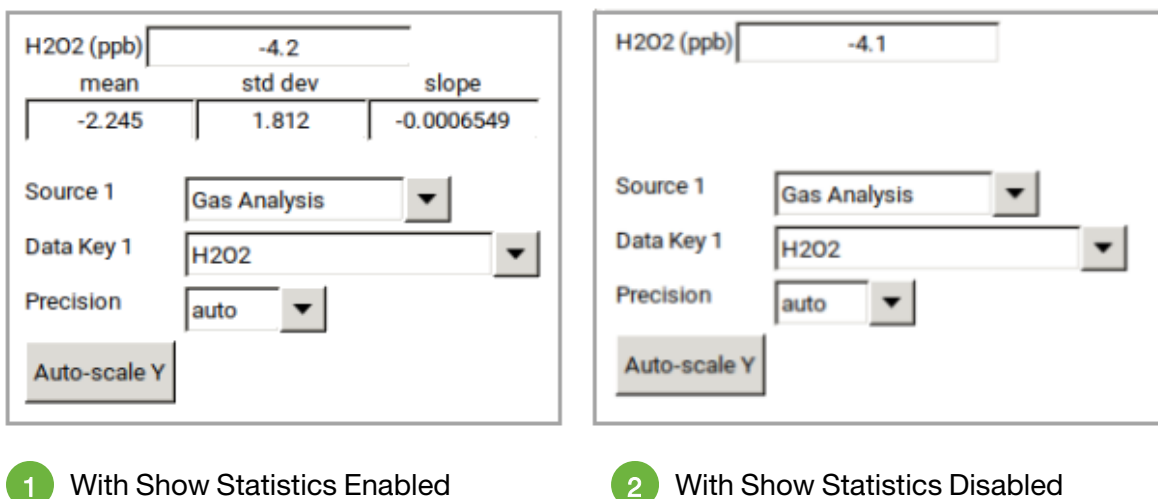 H2O2 (ppb) -4.2
mean std dev slope
-2.245 1.812 -0.0006549
Source 1 Gas Analysis
Data Key 1 H2O2
Precision auto
Auto-scale Y
1 With Show Statistics Enabled
H2O2 (ppb) -4.1
Source 1 Gas Analysis
Data Key 1 H2O2
Precision auto
Auto-scale Y
2 With Show Statistics Disabled